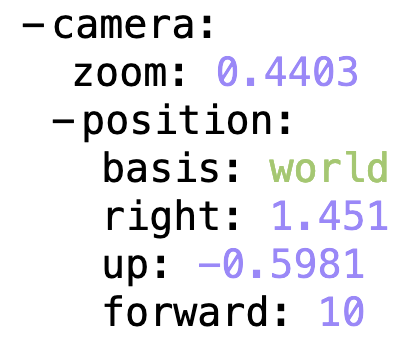 −camera:
zoom: 0.4403
−position:
basis: world
right: 1.451
up: −0.5981
forward: 10